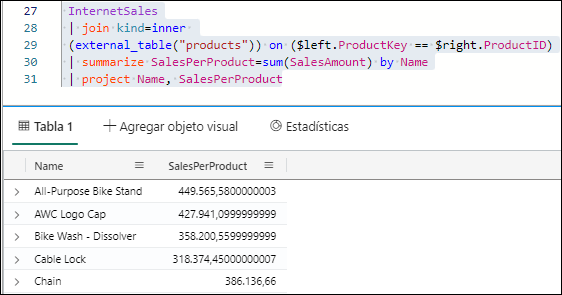 27 InternetSales
28 | join kind=inner
29 (external_table("products")) on ($left.ProductKey == $right.ProductID)
30 | summarize SalesPerProduct=sum(SalesAmount) by Name
31 | project Name, SalesPerProduct
Tabla 1 Agregar objeto visual Estadísticas
Name SalesPerProduct
All-Purpose Bike Stand 449.565,5800000003
AWC Logo Cap 427.941,0999999999
Bike Wash - Dissolver 358.200,5599999999
Cable Lock 318.374,45000000007
Chain 386.136,66